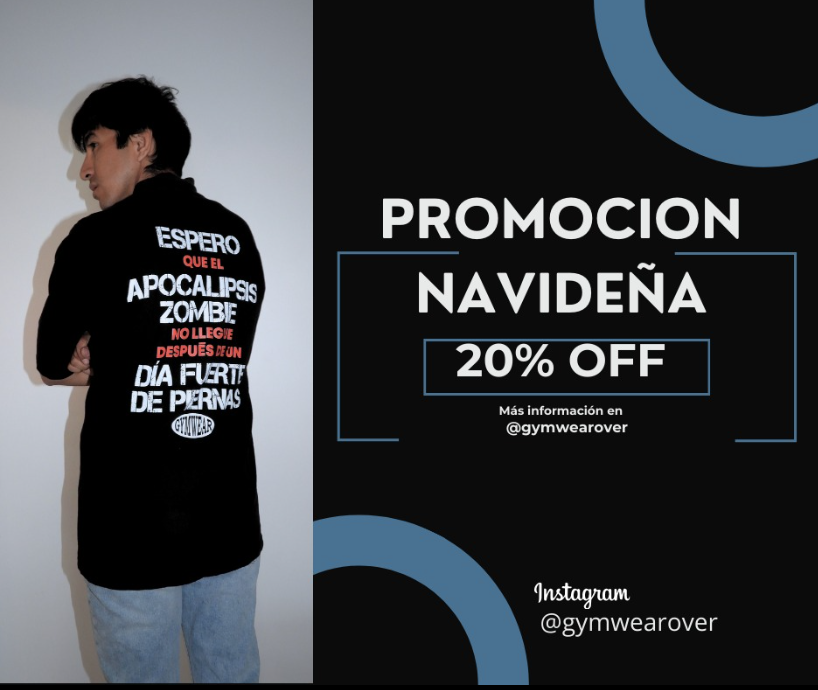 ESPERO
QUE EL
APOCALIPSIS
ZOMBIE
NO LLEGUE
DESPUÉS DE UN
DÍA FUERTE
DE PIERNAS
GYMWEAR
PROMOCION
NAVIDEÑA
20% OFF
Más información en
@gymwearover
Instagram
@gymwearover